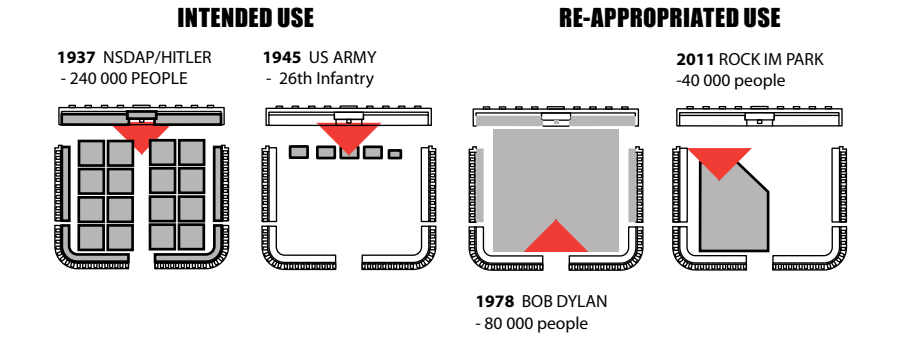 INTENDED USE
RE-APPROPRIATED USE
1937 NSDAP/HITLER
- 240 000 PEOPLE
1945 US ARMY
- 26th Infantry
2011 ROCK IM PARK
-40 000 people
1978 BOB DYLAN
- 80 000 people